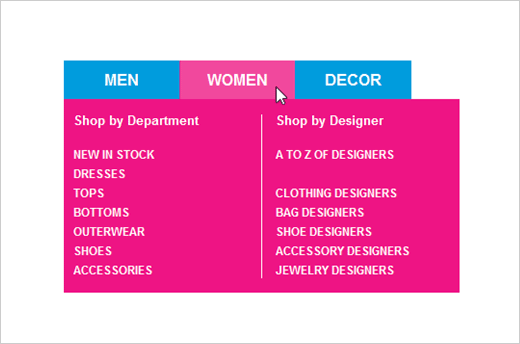 MEN
WOMEN
DECOR
Shop by Department
NEW IN STOCK
DRESSES
TOPS
BOTTOMS
OUTERWEAR
SHOES
ACCESSORIES
Shop by Designer
A TO Z OF DESIGNERS
CLOTHING DESIGNERS
BAG DESIGNERS
SHOE DESIGNERS
ACCESSORY DESIGNERS
JEWELRY DESIGNERS